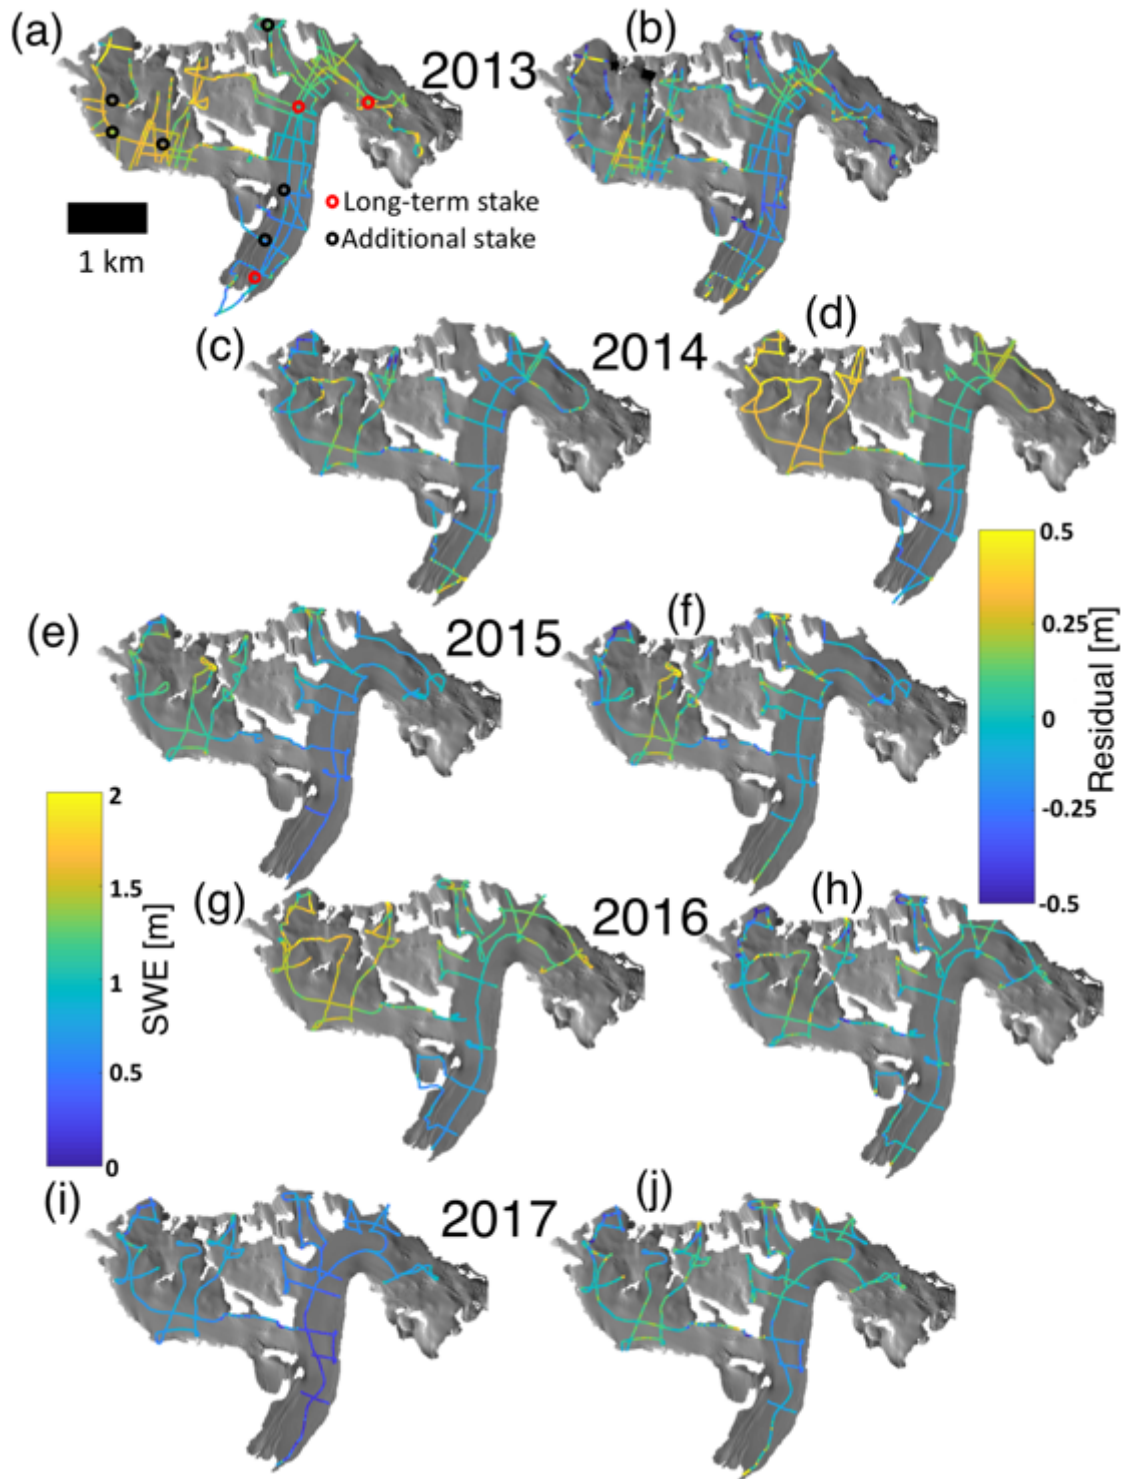 (a)
2013
(b)
Long-term stake
Additional stake
1 km
(c)
2014
(d)
0.5
0.25
0
-0.25
-0.5
Residual [m]
(e)
2015
(f)
2
1.5
1
0.5
0
SWE [m]
(g)
2016
(h)
(i)
2017
(j)